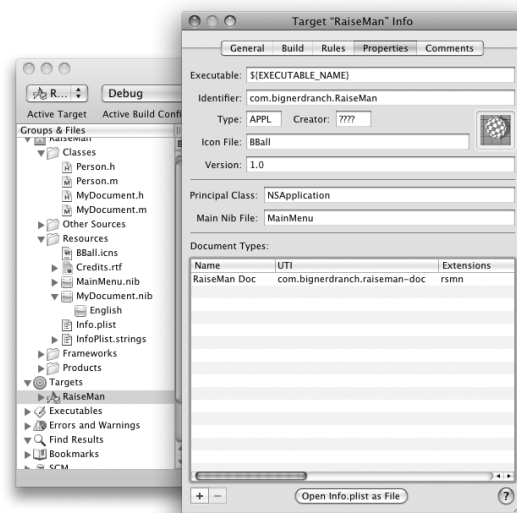 Target “RaiseMan” Info
General Build Rules Properties Comments
Executable: ${EXECUTABLE_NAME}
Identifier: com.bignerdranch.RaiseMan
Type: APPL Creator: ????
Icon File: BBall
Version: 1.0
Principal Class: NSApplication
Main Nib File: MainMenu
Document Types:
Name UTI Extensions
RaiseMan Doc com.bignerdranch.raiseman-doc rsmn
+ − Open Info.plist as File ?
R... Debug
Active Target Active Build Confi
Groups & Files
RaiseMan
Classes
Person.h
Person.m
MyDocument.h
MyDocument.m
Other Sources
Resources
BBall.icns
Credits.rtf
MainMenu.nib
MyDocument.nib
English
Info.plist
InfoPlist.strings
Frameworks
Products
Targets
RaiseMan
Executables
Errors and Warnings
Find Results
Bookmarks
SCM